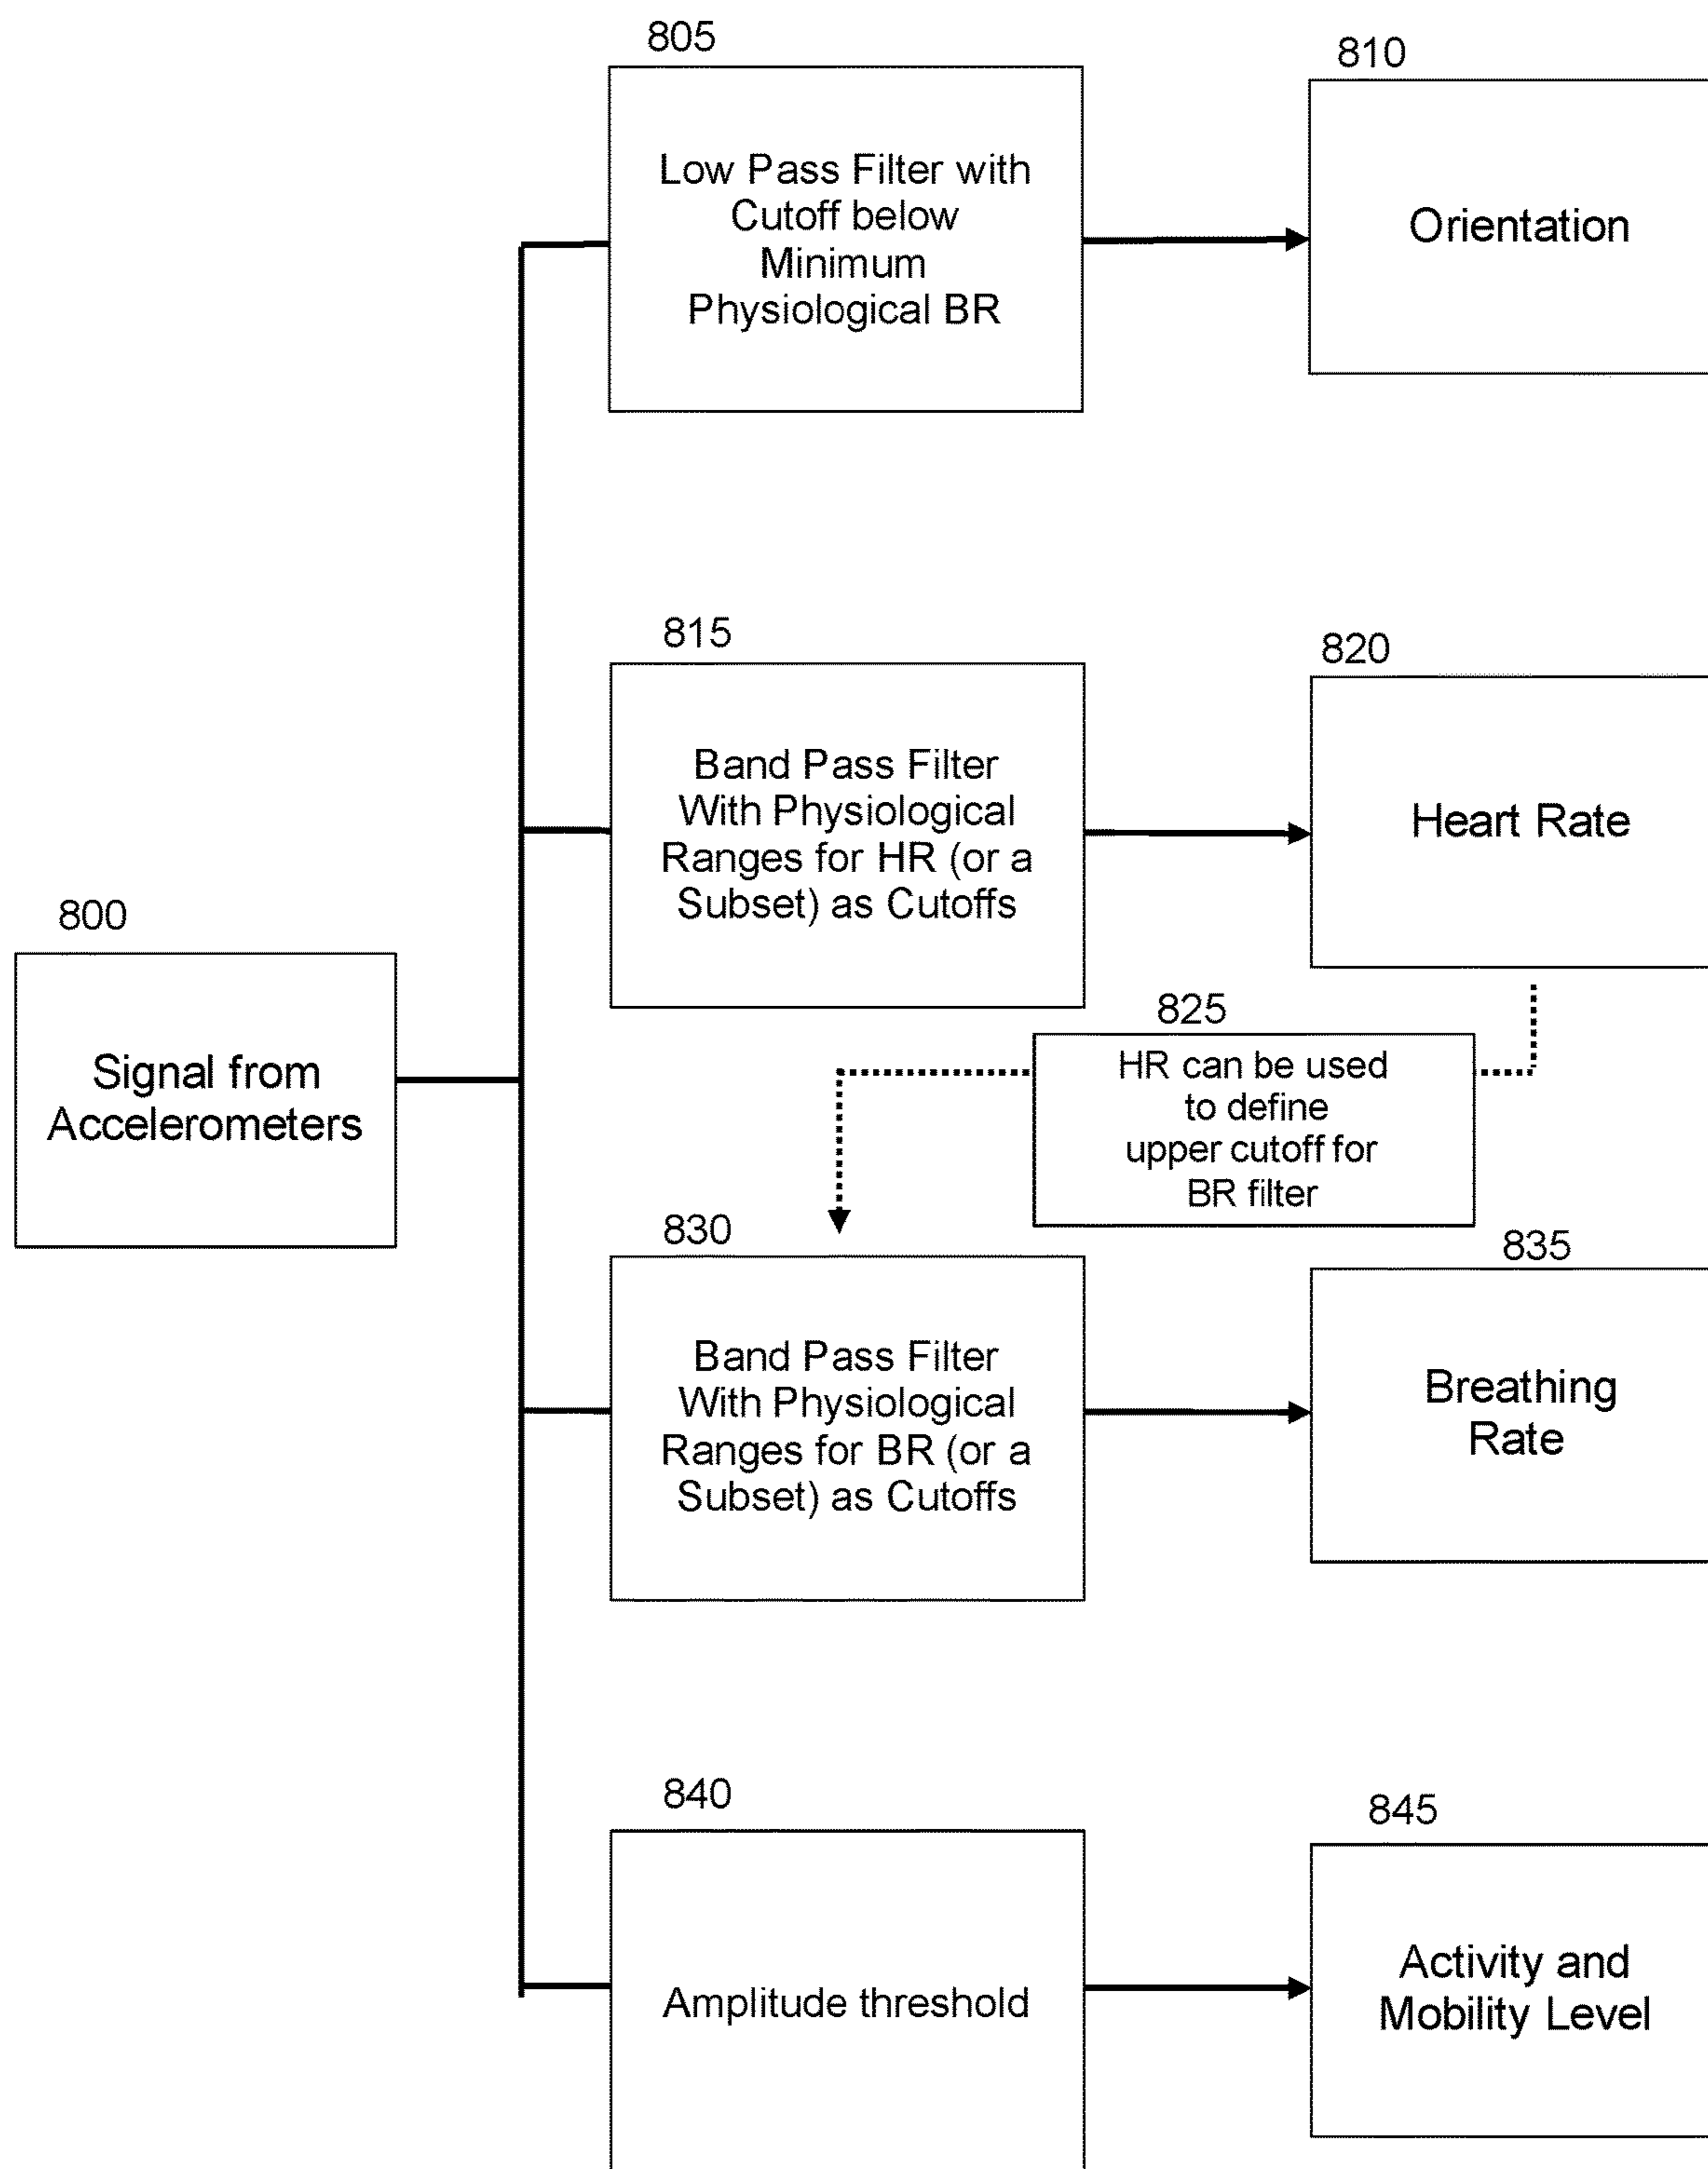 805
Low Pass Filter with
Cutoff below
Minimum
Physiological BR
810
Orientation
815
Band Pass Filter
With Physiological
Ranges for HR (or a
Subset) as Cutoffs
820
Heart Rate
800
Signal from
Accelerometers
825
HR can be used
to define
upper cutoff for
BR filter
830
Band Pass Filter
With Physiological
Ranges for BR (or a
Subset) as Cutoffs
835
Breathing
Rate
840
Amplitude threshold
845
Activity and
Mobility Level